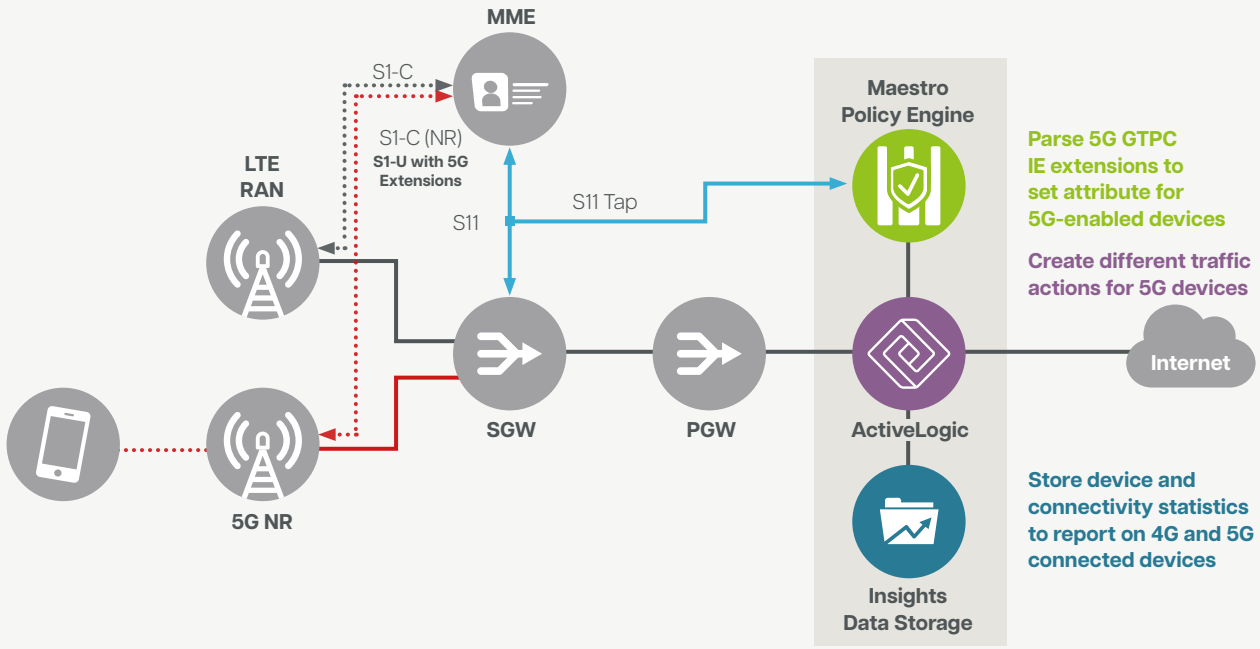 MME
S1-C
S1-C (NR)
S1-U with 5G
Extensions
LTE
RAN
S11
S11 Tap
Maestro
Policy Engine
Parse 5G GTPC
IE extensions to
set attribute for
5G-enabled devices
Create different traffic
actions for 5G devices
Internet
SGW
PGW
ActiveLogic
5G NR
Store device and
connectivity statistics
to report on 4G and 5G
connected devices
Insights
Data Storage